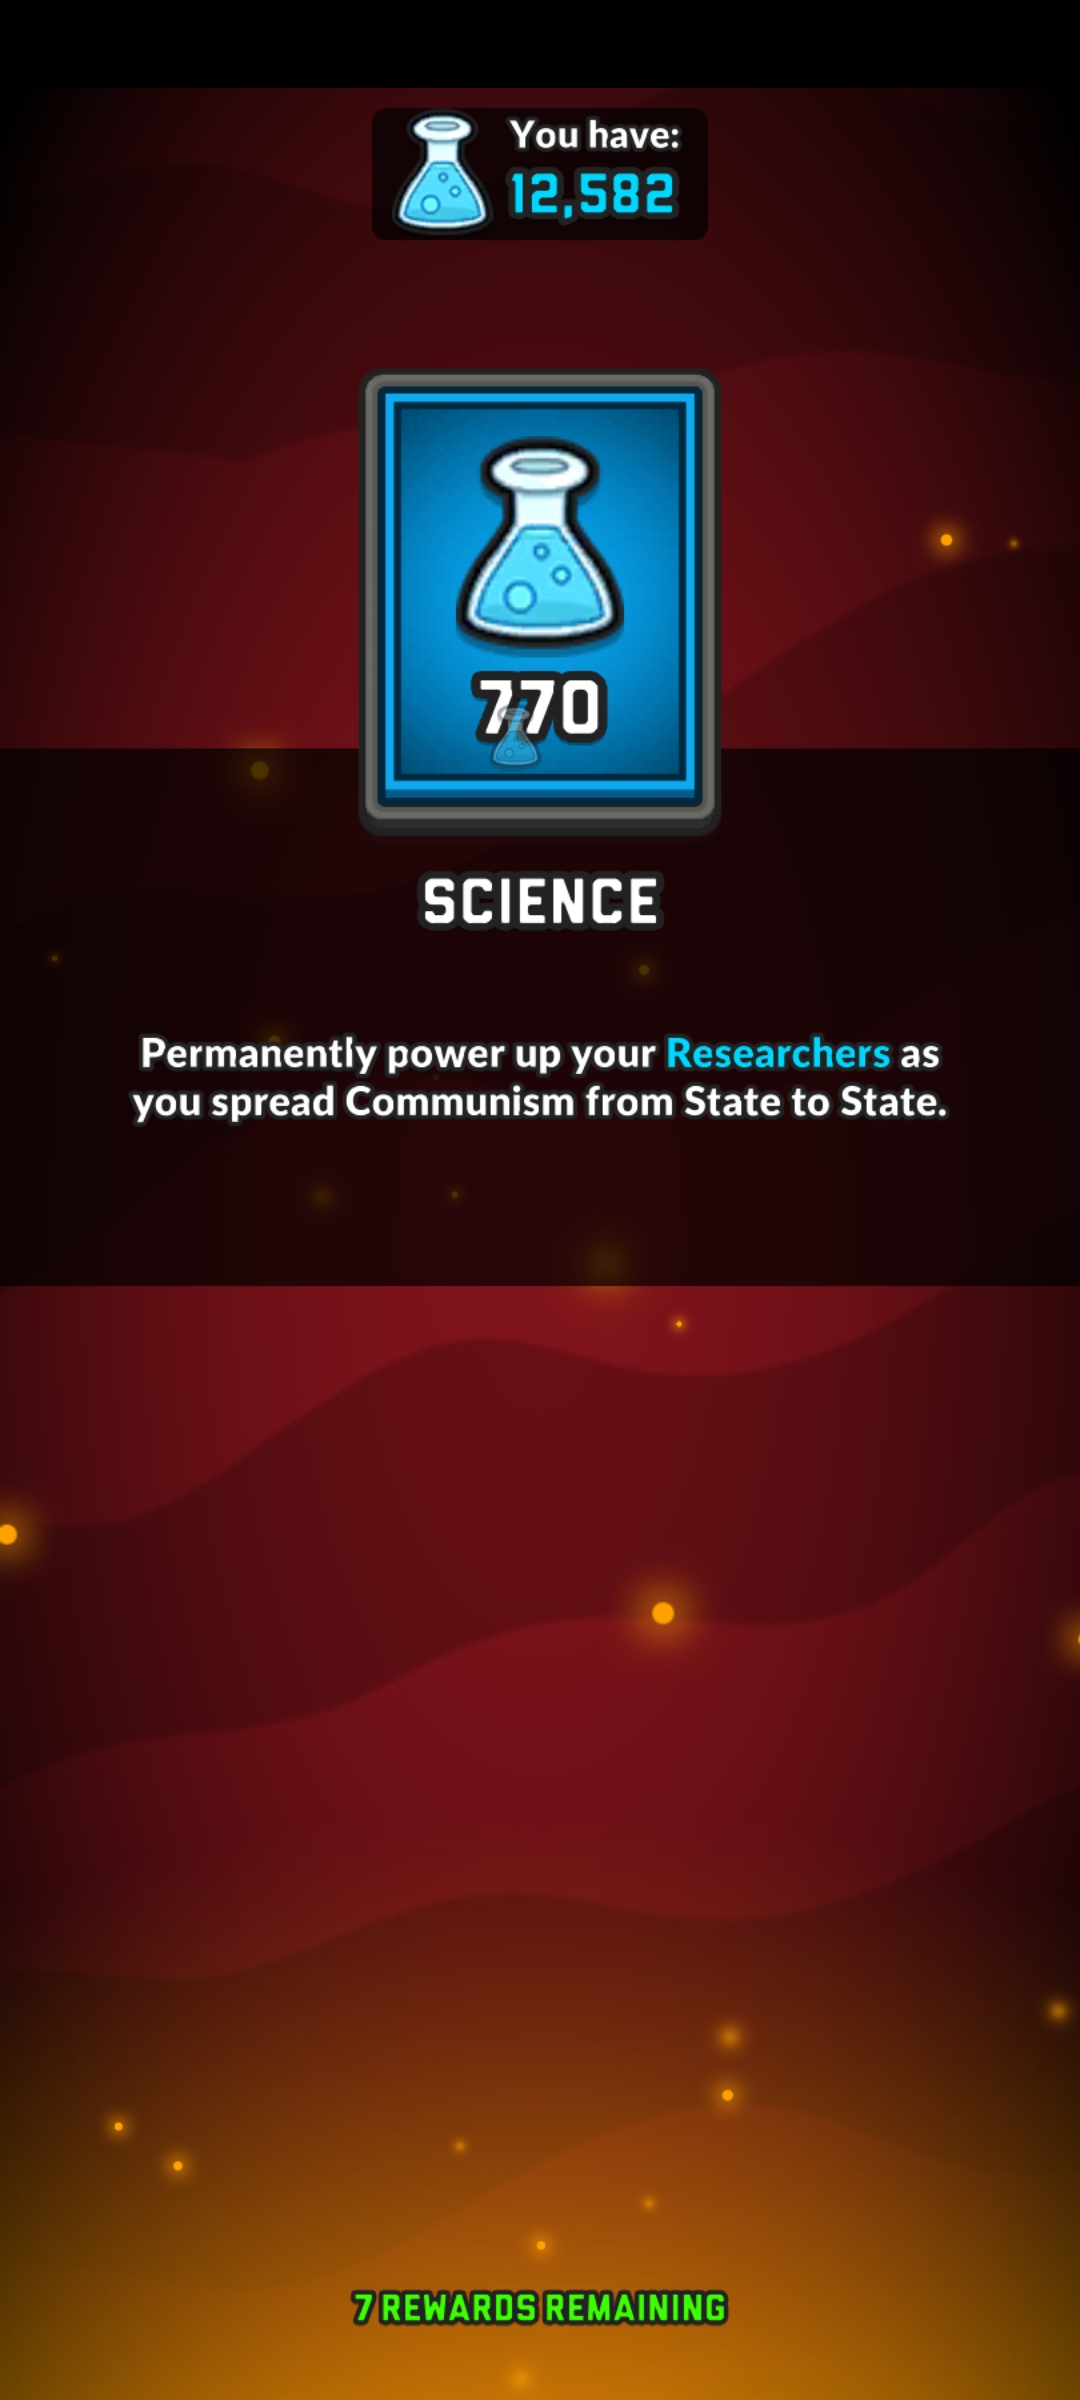 You have:
12,582
770
SCIENCE
Permanently power up your Researchers as
you spread Communism from State to State.
7 REWARDS REMAINING